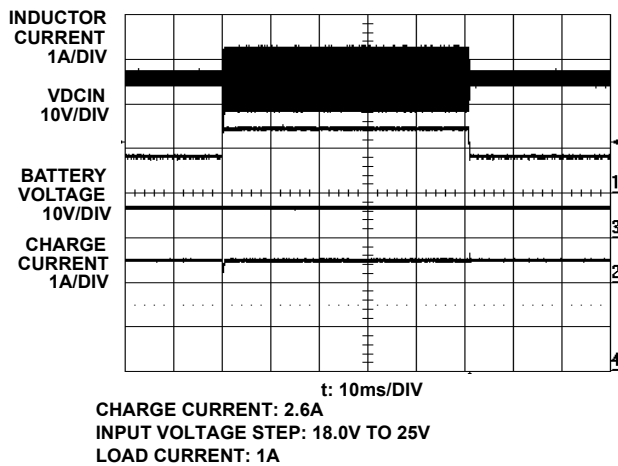 INDUCTOR
CURRENT
1A/DIV
VDCIN
10V/DIV
BATTERY
VOLTAGE
10V/DIV
CHARGE
CURRENT
1A/DIV
1
3
2
4
t: 10ms/DIV
CHARGE CURRENT: 2.6A
INPUT VOLTAGE STEP: 18.0V TO 25V
LOAD CURRENT: 1A